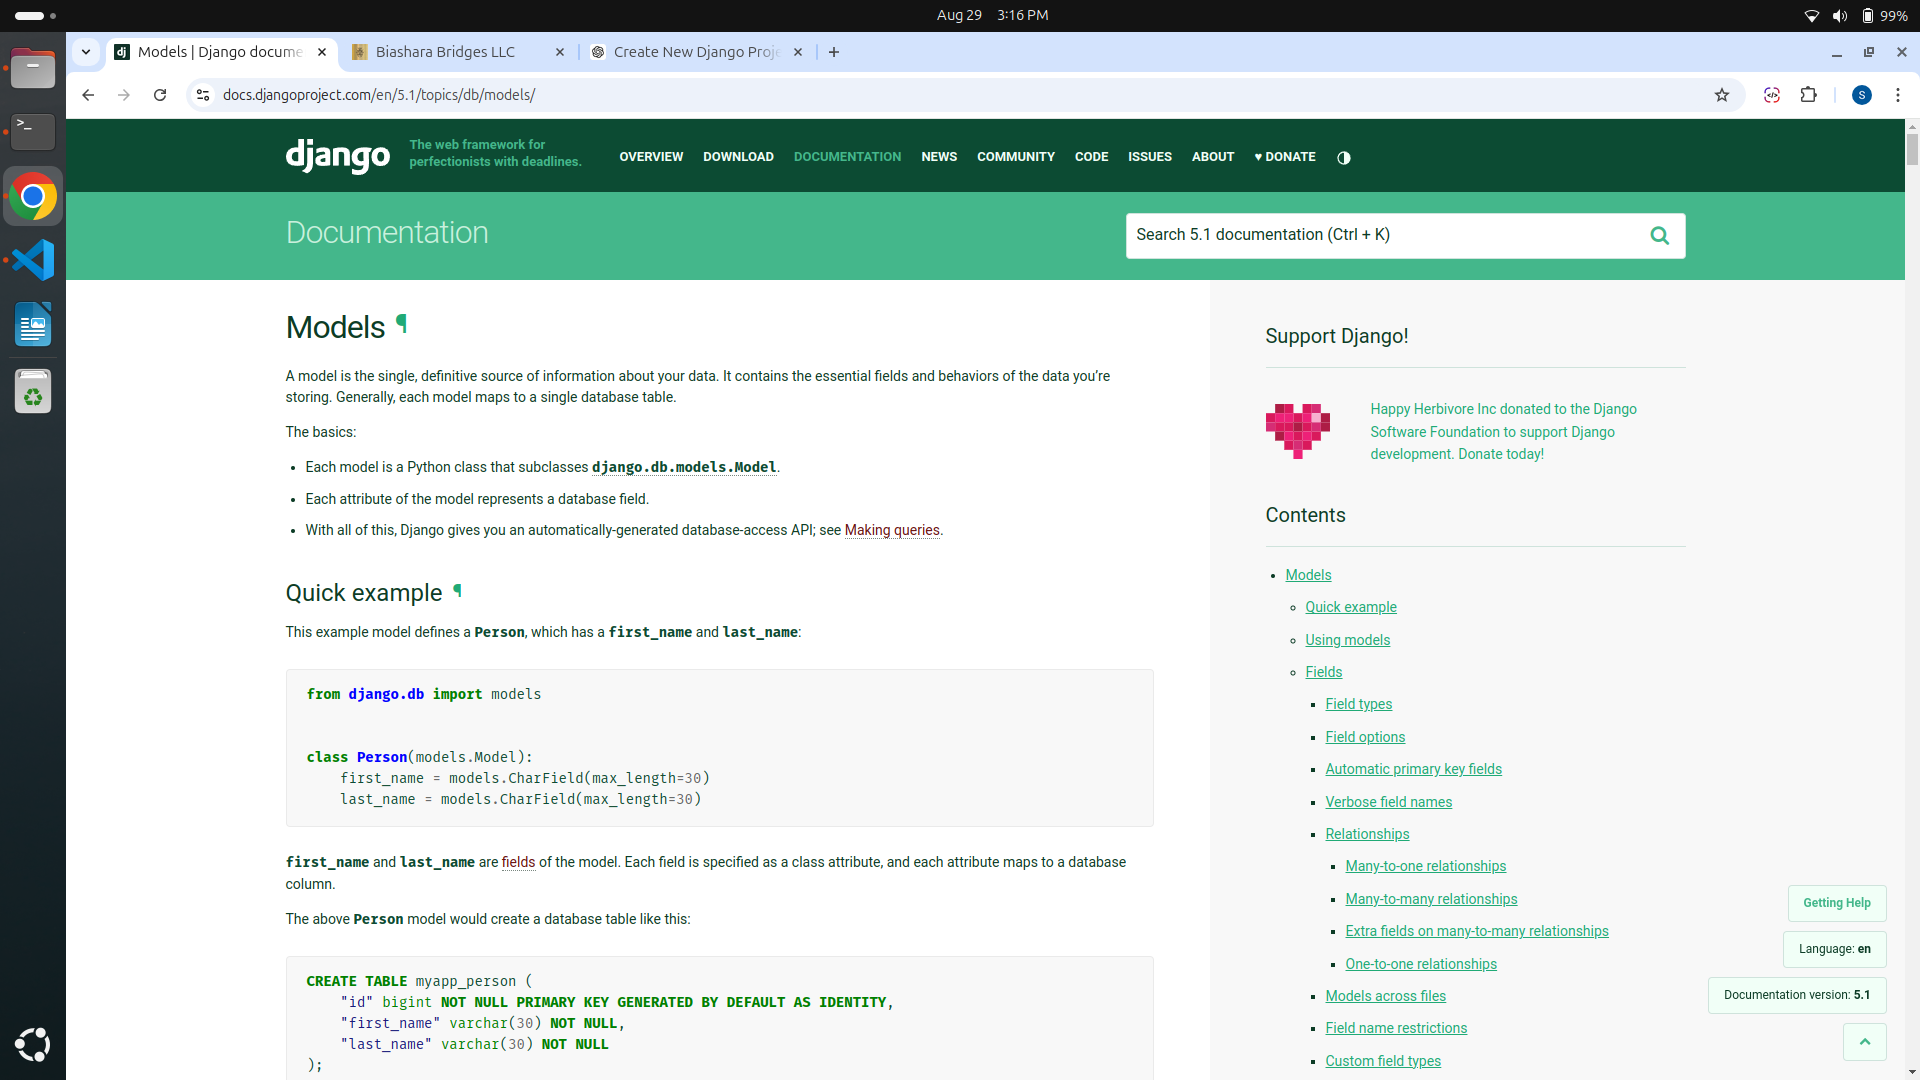 Aug 29 3:16 PM
99%
Models | Django docume
Biashara Bridges LLC
Create New Django Proj
docs.djangoproject.com/en/5.1/topics/db/models/
S
django
The web framework for
perfectionists with deadlines.
OVERVIEW DOWNLOAD DOCUMENTATION NEWS COMMUNITY CODE ISSUES ABOUT ♥ DONATE
Documentation
Search 5.1 documentation (Ctrl + K)
Models ¶
A model is the single, definitive source of information about your data. It contains the essential fields and behaviors of the data you’re
storing. Generally, each model maps to a single database table.
The basics:
• Each model is a Python class that subclasses django.db.models.Model.
• Each attribute of the model represents a database field.
• With all of this, Django gives you an automatically-generated database-access API; see Making queries.
Quick example ¶
This example model defines a Person, which has a first_name and last_name:
from django.db import models
class Person(models.Model):
    first_name = models.CharField(max_length=30)
    last_name = models.CharField(max_length=30)
first_name and last_name are fields of the model. Each field is specified as a class attribute, and each attribute maps to a database
column.
The above Person model would create a database table like this:
CREATE TABLE myapp_person (
    "id" bigint NOT NULL PRIMARY KEY GENERATED BY DEFAULT AS IDENTITY,
    "first_name" varchar(30) NOT NULL,
    "last_name" varchar(30) NOT NULL
);
Support Django!
Happy Herbivore Inc donated to the Django
Software Foundation to support Django
development. Donate today!
Contents
Models
Quick example
Using models
Fields
Field types
Field options
Automatic primary key fields
Verbose field names
Relationships
Many-to-one relationships
Many-to-many relationships
Extra fields on many-to-many relationships
One-to-one relationships
Models across files
Field name restrictions
Custom field types
Getting Help
Language: en
Documentation version: 5.1